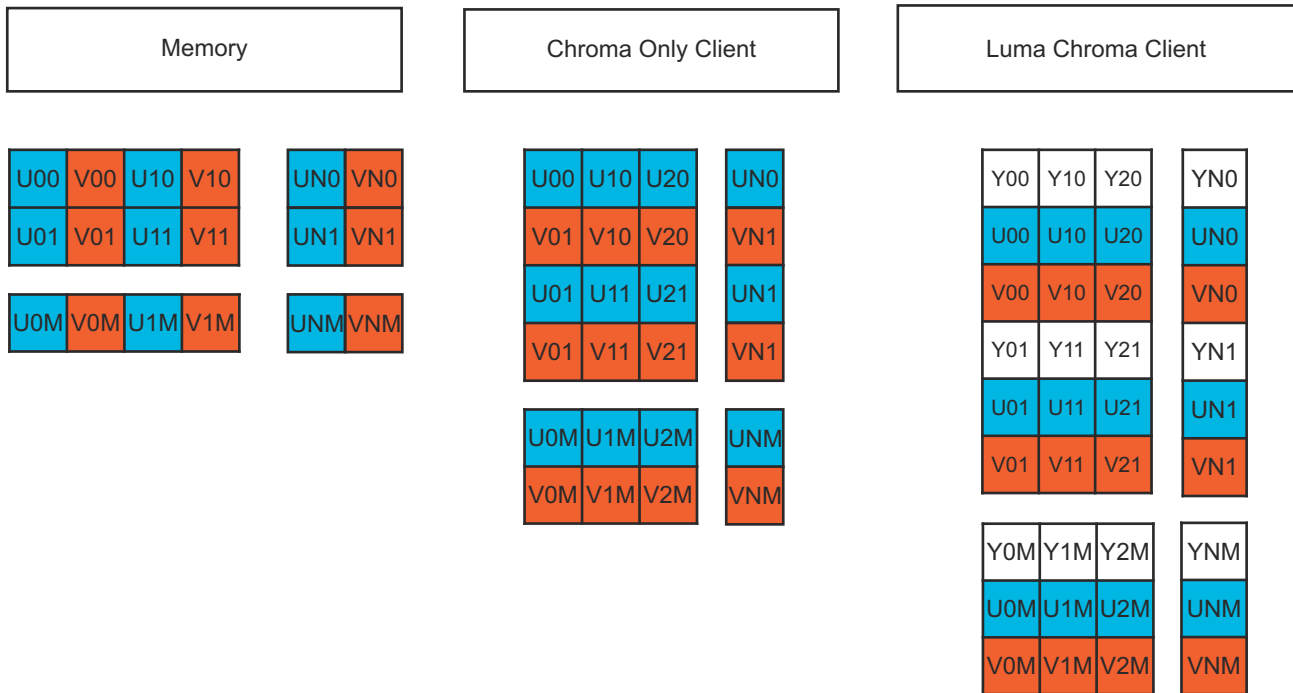 Memory
U00 V00 U10 V10 UN0 VN0
U01 V01 U11 V11 UN1 VN1
U0M V0M U1M V1M UNM VNM
Chroma Only Client
U00 U10 U20 UN0
V01 V10 V20 VN1
U01 U11 U21 UN1
V01 V11 V21 VN1
U0M U1M U2M UNM
V0M V1M V2M VNM
Luma Chroma Client
Y00 Y10 Y20 YN0
U00 U10 U20 UN0
V00 V10 V20 VN0
Y01 Y11 Y21 YN1
U01 U11 U21 UN1
V01 V11 V21 VN1
Y0M Y1M Y2M YNM
U0M U1M U2M UNM
V0M V1M V2M VNM